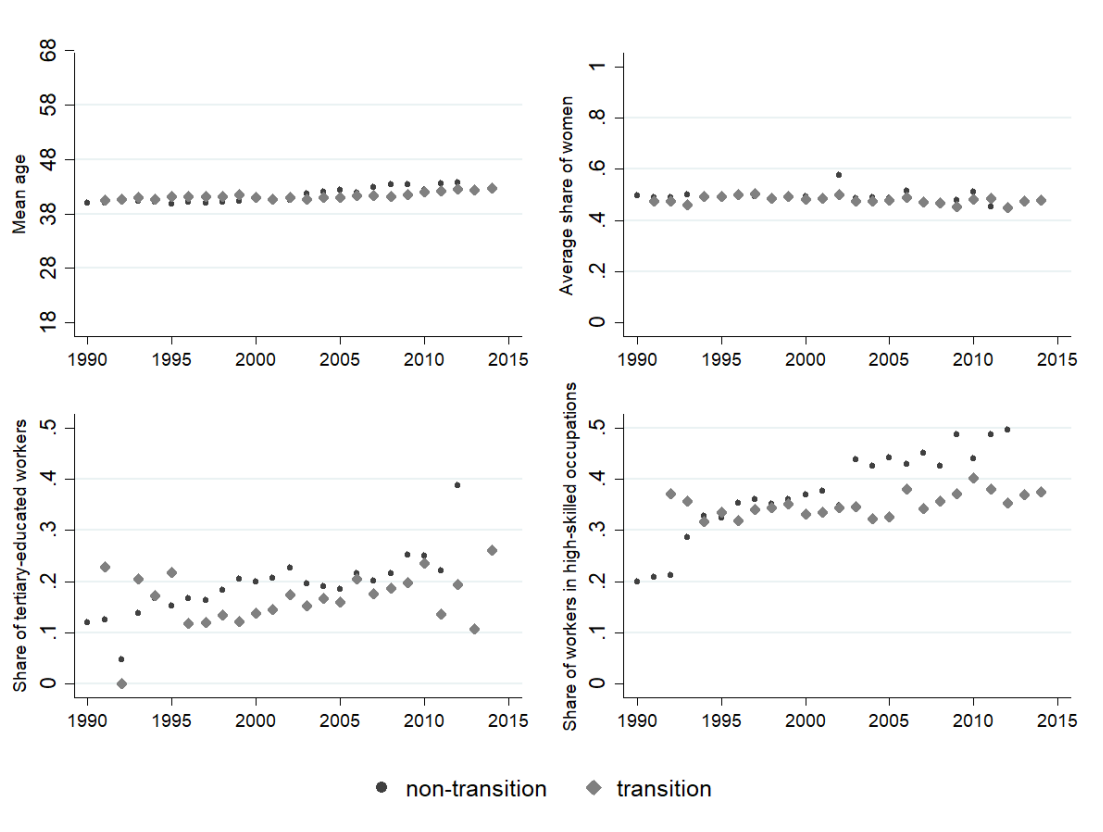 Mean age
68
58
48
38
28
18
1990 1995 2000 2005 2010 2015
Average share of women
1
.8
.6
.4
.2
0
1990 1995 2000 2005 2010 2015
Share of tertiary-educated workers
.5
.4
.3
.2
.1
0
1990 1995 2000 2005 2010 2015
Share of workers in high-skilled occupations
.5
.4
.3
.2
.1
0
1990 1995 2000 2005 2010 2015
non-transition transition